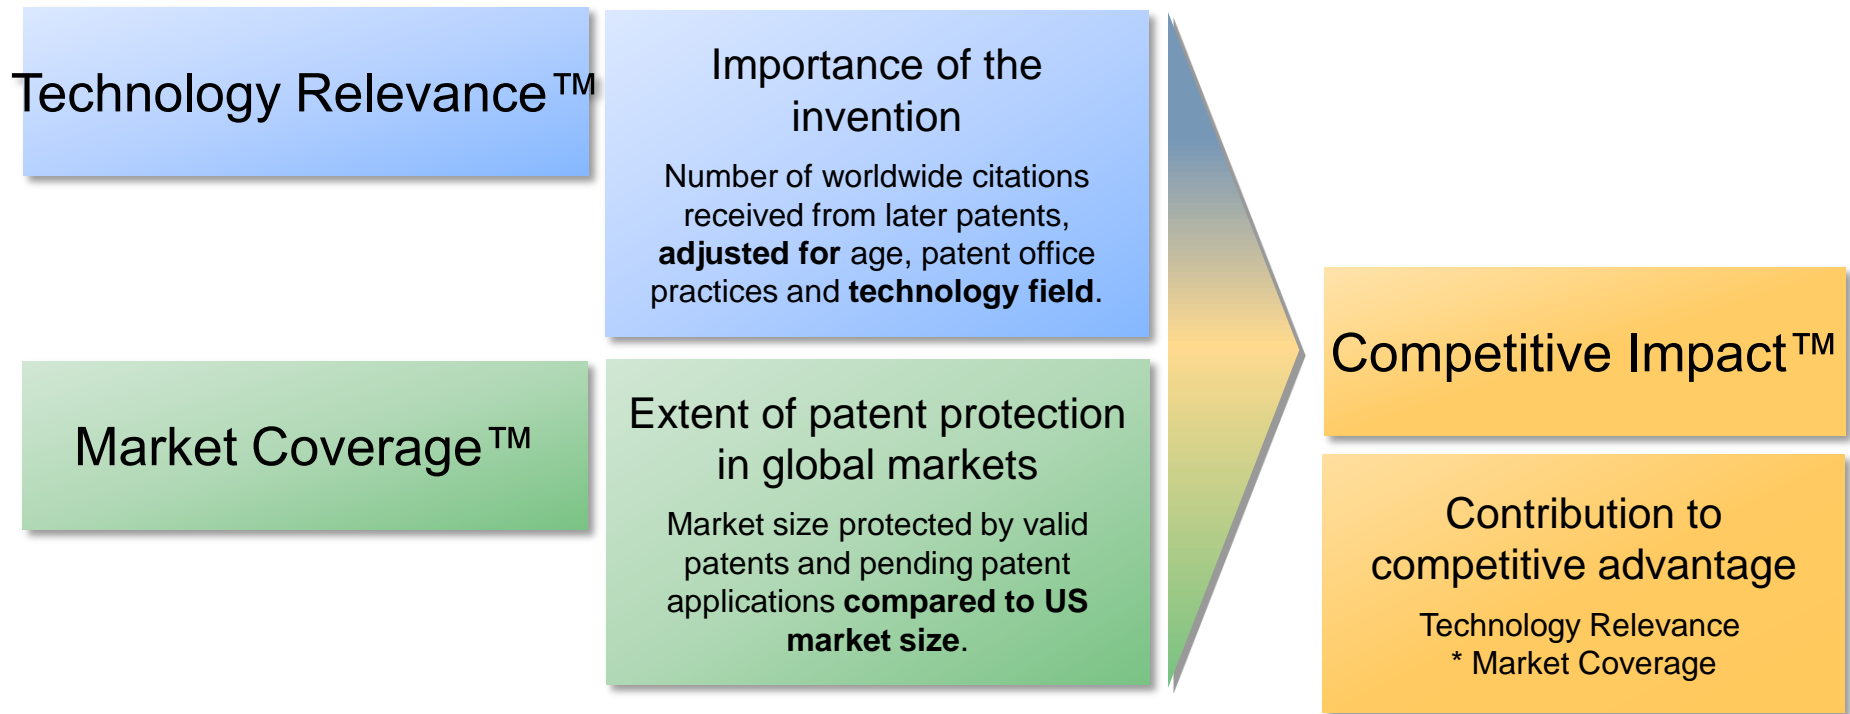 Technology Relevance™
Importance of the
invention
Number of worldwide citations
received from later patents,
adjusted for age, patent office
practices and technology field.
Market Coverage™
Extent of patent protection
in global markets
Market size protected by valid
patents and pending patent
applications compared to US
market size.
Competitive Impact™
Contribution to
competitive advantage
Technology Relevance
* Market Coverage